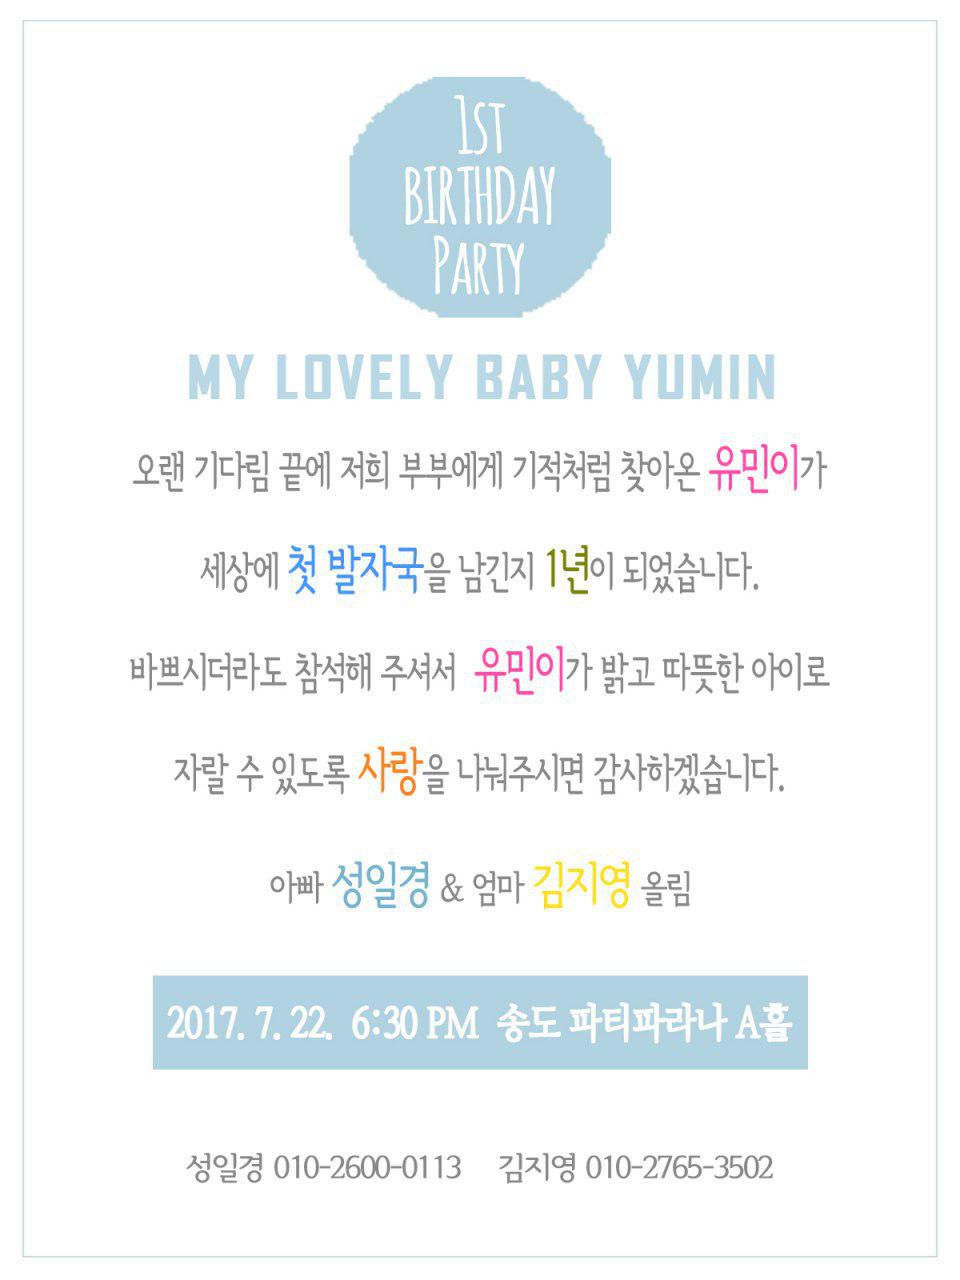 1ST
BIRTHDAY
PARTY
MY LOVELY BABY YUMIN
오랜 기다림 끝에 저희 부부에게 기적처럼 찾아온 유민이가
세상에 첫 발자국을 남긴지 1년이 되었습니다.
바쁘시더라도 참석해 주셔서 유민이가 밝고 따뜻한 아이로
자랄 수 있도록 사랑을 나눠주시면 감사하겠습니다.
아빠 성일경 & 엄마 김지영 올림
2017. 7. 22. 6:30 PM 송도 파티파라나 A홀
성일경 010-2600-0113 김지영 010-2765-3502